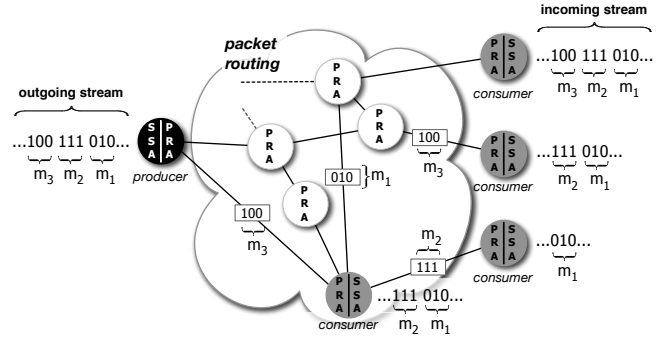 incoming stream
packet
routing
outgoing stream
P S
R S
A A
consumer
...100 111 010...
m3 m2 m1
P
R
A
...100 111 010...
m3 m2 m1
S P
S R
A A
producer
P
R
A
P
R
A
100
m3
P S
R S
A A
consumer
...111 010...
m2 m1
010
m1
P
R
A
100
m3
m2
111
P S
R S
A A
consumer
...010...
m1
P S
R S
A A
consumer
...111 010...
m2 m1